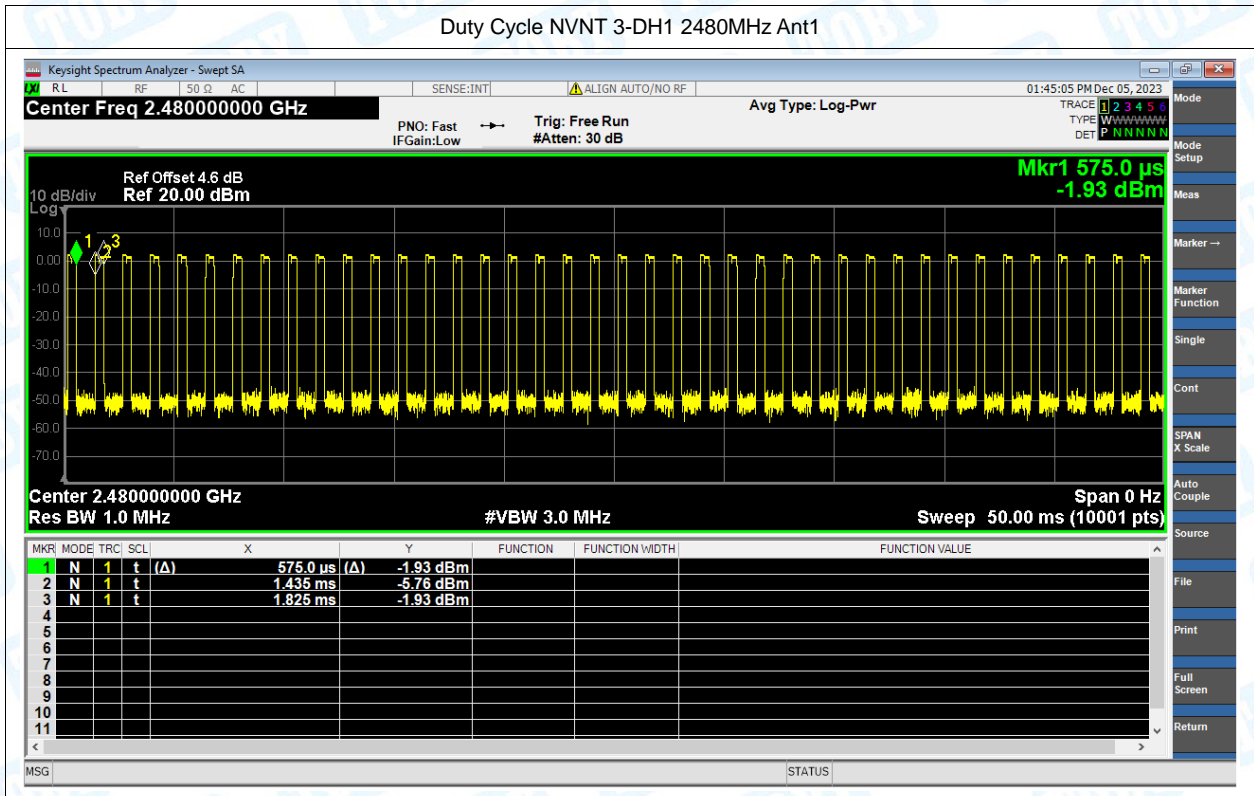 Duty Cycle NVNT 3-DH1 2480MHz Ant1
Keysight Spectrum Analyzer - Swept SA
LXI RL RF 50 Ω AC SENSE:INT ALIGN AUTO/NO RF 01:45:05 PM Dec 05, 2023
Center Freq 2.480000000 GHz
PNO: Fast
IFGain:Low
Trig: Free Run
#Atten: 30 dB
Avg Type: Log-Pwr
TRACE 1 2 3 4 5 6
TYPE WWWWWW
DET P N N N N N
Ref Offset 4.6 dB
10 dB/div Ref 20.00 dBm
Log
Mkr1 575.0 µs
-1.93 dBm
10.0
0.00
-10.0
-20.0
-30.0
-40.0
-50.0
-60.0
-70.0
1
2
3
Center 2.480000000 GHz Span 0 Hz
Res BW 1.0 MHz #VBW 3.0 MHz Sweep 50.00 ms (10001 pts)
MKR MODE TRC SCL X Y FUNCTION FUNCTION WIDTH FUNCTION VALUE
1 N 1 t (Δ) 575.0 µs (Δ) -1.93 dBm
2 N 1 t 1.435 ms -5.76 dBm
3 N 1 t 1.825 ms -1.93 dBm
4
5
6
7
8
9
10
11
MSG STATUS
Mode
Mode
Setup
Meas
Marker →
Marker
Function
Single
Cont
SPAN
X Scale
Auto
Couple
Source
File
Print
Full
Screen
Return
TOBY